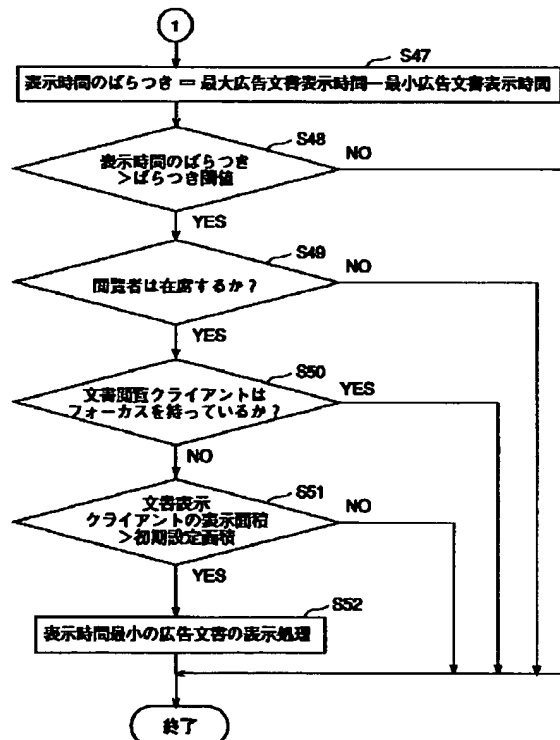 1
S47
表示時間のばらつき = 最大広告文書表示時間ー最小広告文書表示時間
S48
表示時間のばらつき
>ばらつき閾値
NO
YES
S49
閲覧者は在席するか?
NO
YES
S50
文書閲覧クライアントは
フォーカスを持っているか?
YES
NO
S51
文書表示
クライアントの表示面積
>初期設定面積
NO
YES
S52
表示時間最小の広告文書の表示処理
終了